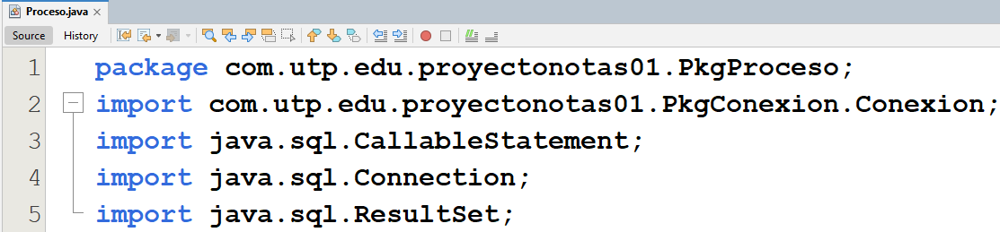 Proceso.java
Source History
1 package com.utp.edu.proyectonotas01.PkgProceso;
2 import com.utp.edu.proyectonotas01.PkgConexion.Conexion;
3 import java.sql.CallableStatement;
4 import java.sql.Connection;
5 import java.sql.ResultSet;